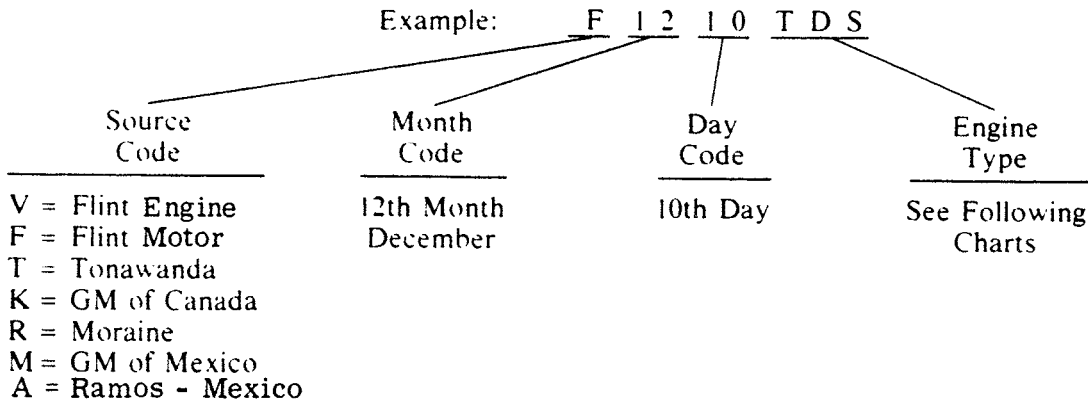 Example: F 12 10 T D S
Source Code
Month Code
Day Code
Engine Type
V = Flint Engine
F = Flint Motor
T = Tonawanda
K = GM of Canada
R = Moraine
M = GM of Mexico
A = Ramos - Mexico
12th Month
December
10th Day
See Following
Charts